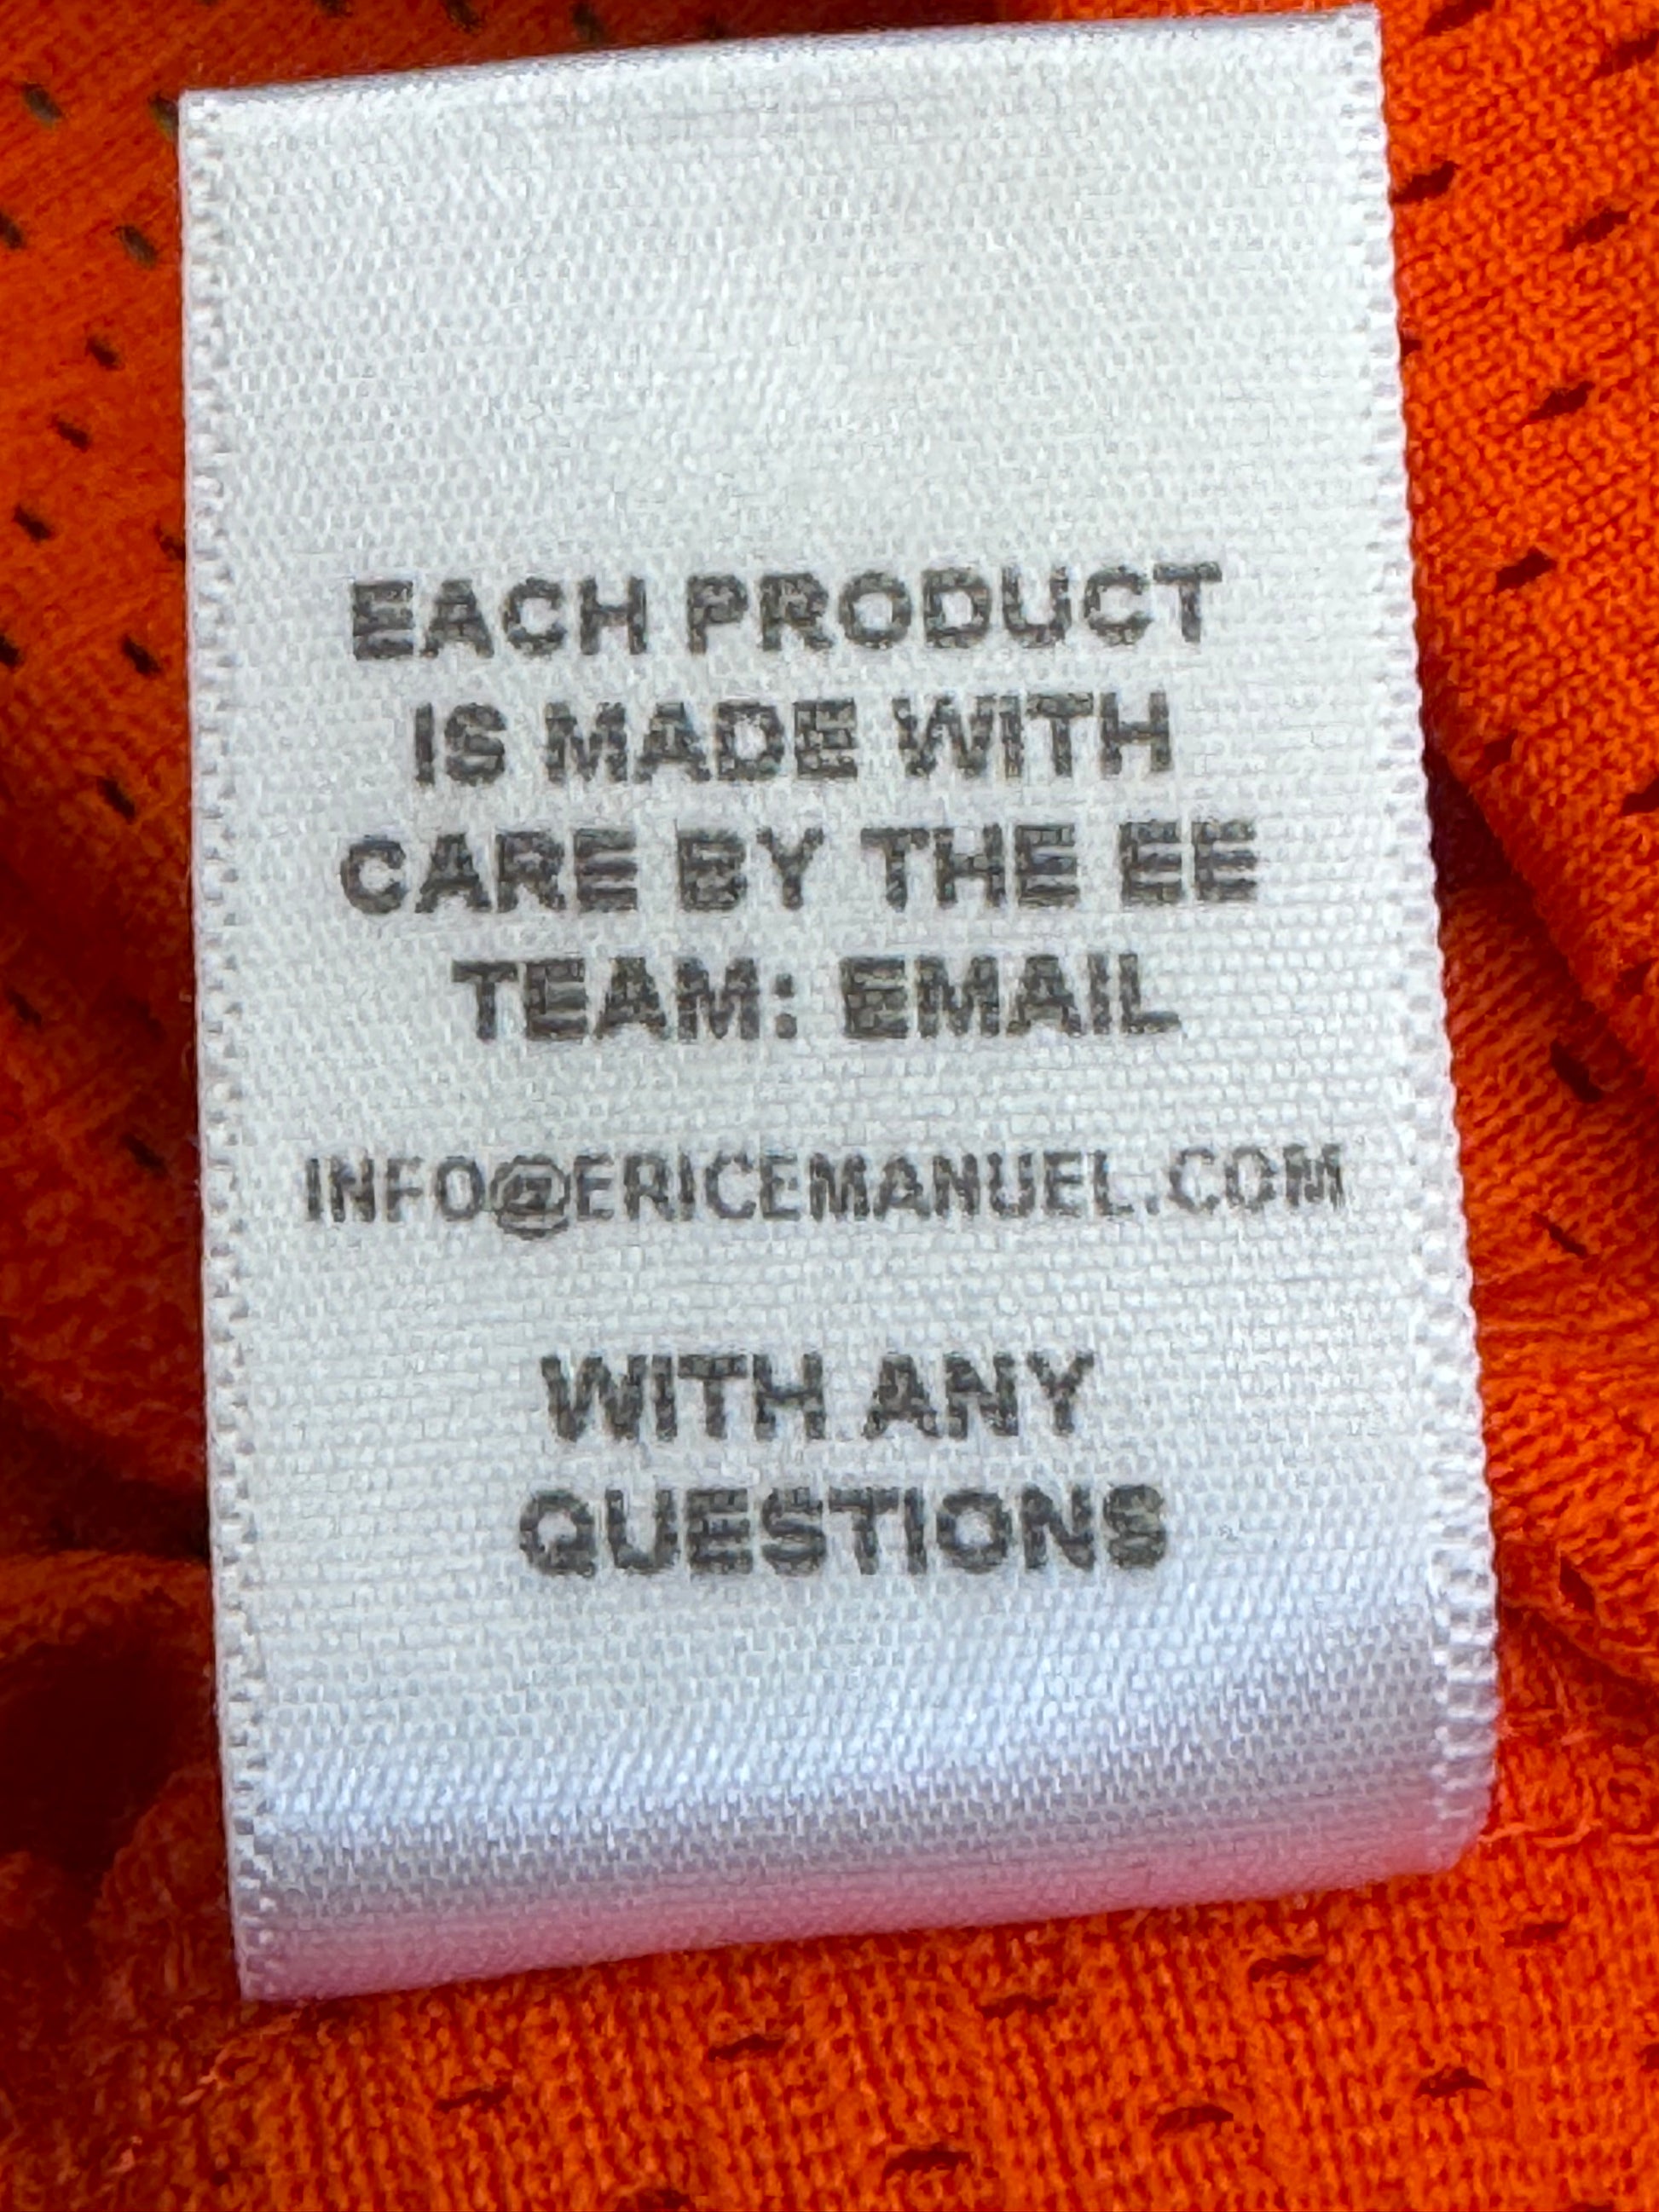 EACH PRODUCT
IS MADE WITH
CARE BY THE EE
TEAM: EMAIL
INFO@ERICEMANUEL.COM
WITH ANY
QUESTIONS